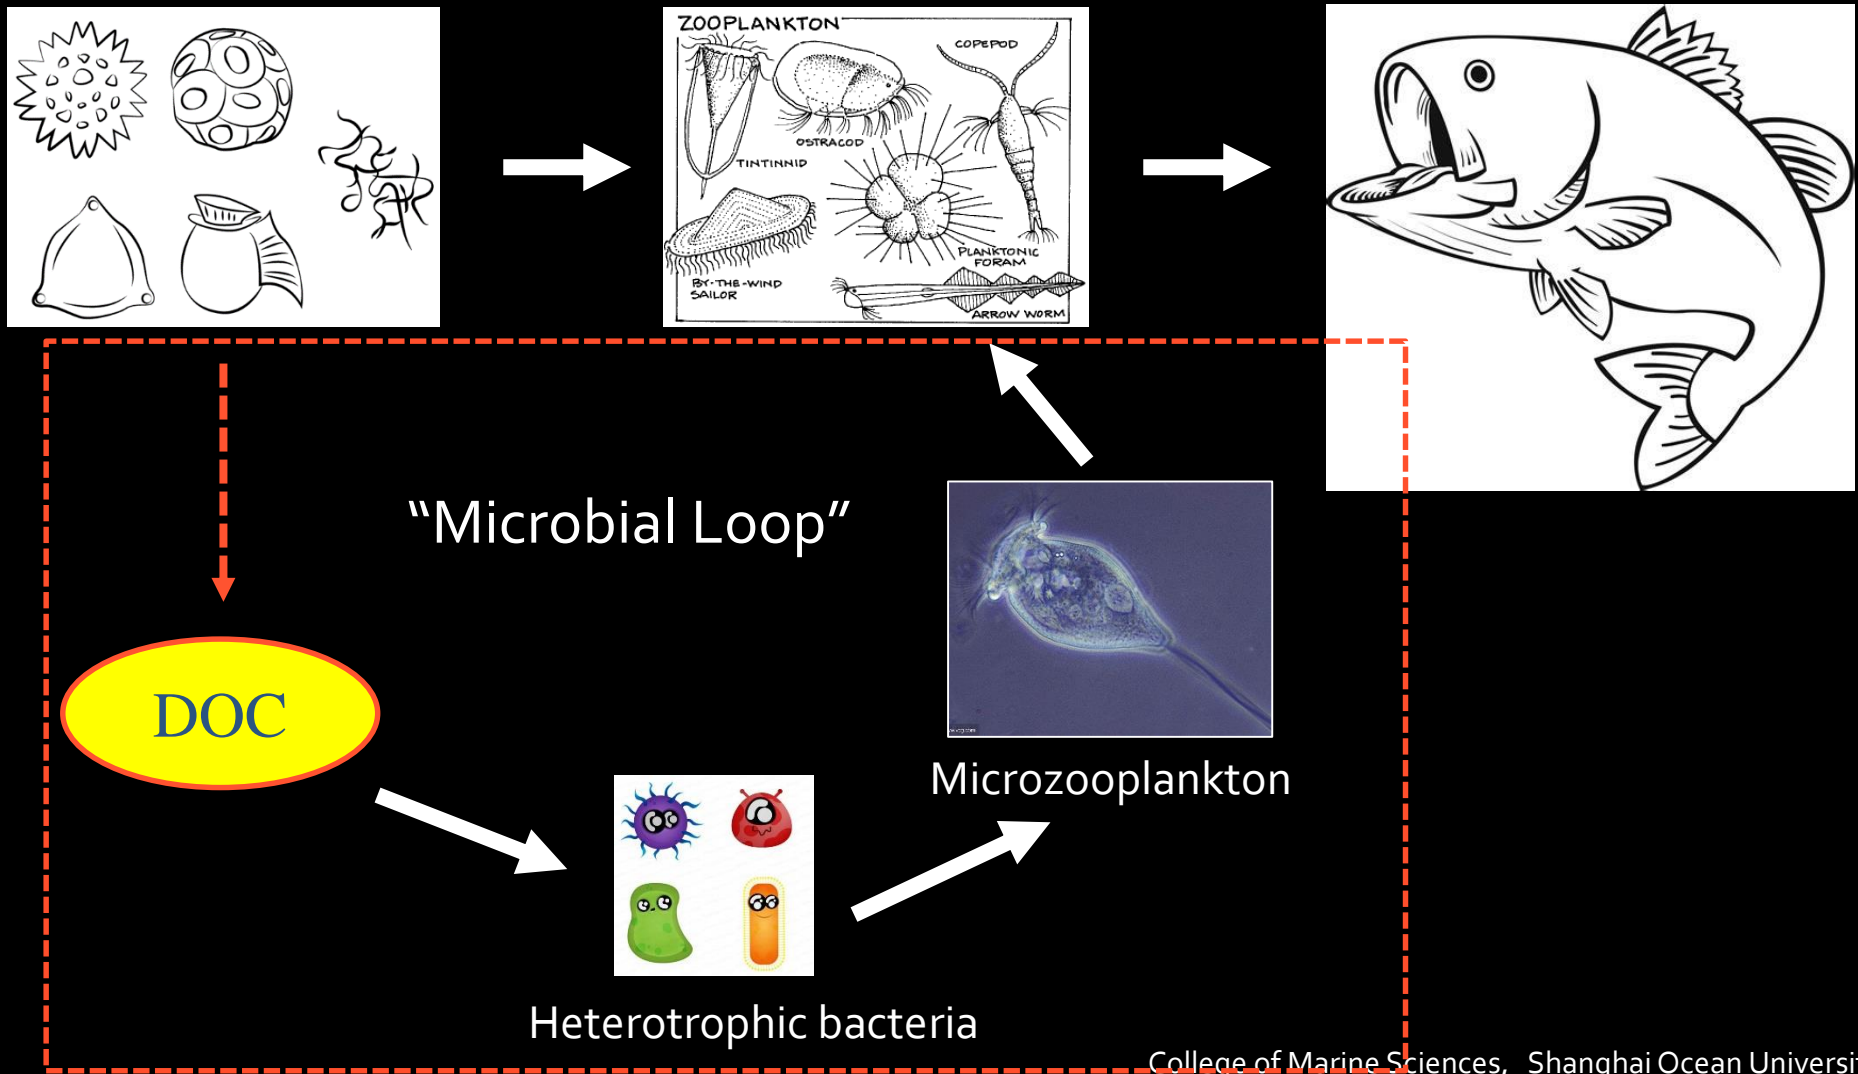 ZOOPLANKTON
COPEPOD
OSTRACOD
TINTINNID
PLANKTONIC
FORAM
BY-THE-WIND
SAILOR
ARROW WORM
“Microbial Loop”
DOC
Microzooplankton
Heterotrophic bacteria
College of Marine Sciences, Shanghai Ocean Universit